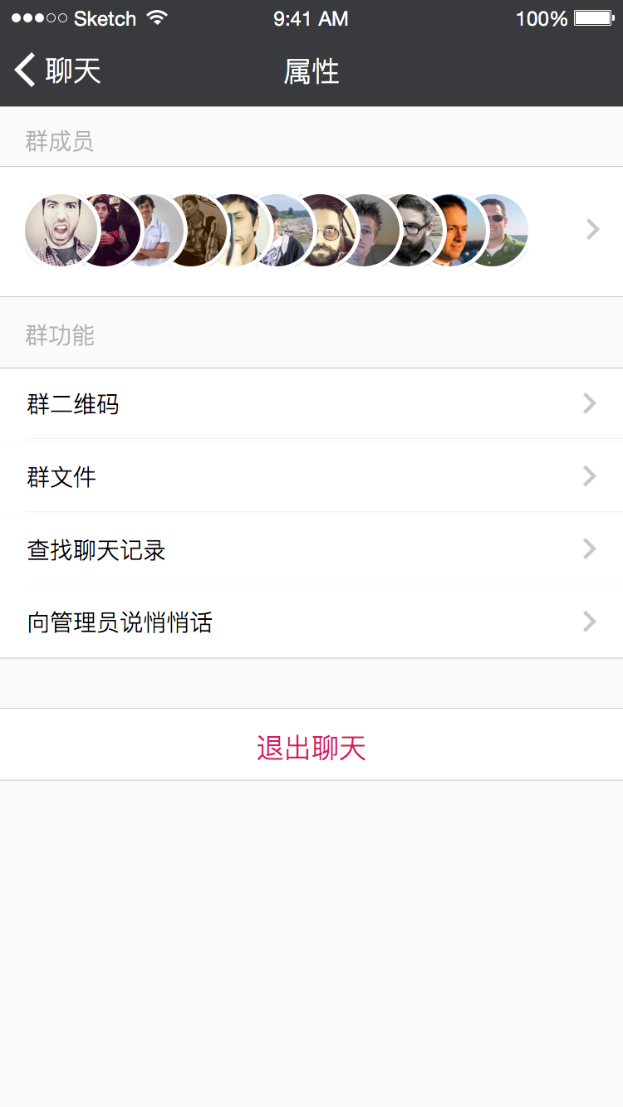 Sketch 9:41 AM 100%
聊天 属性
群成员
群功能
群二维码
群文件
查找聊天记录
向管理员说悄悄话
退出聊天